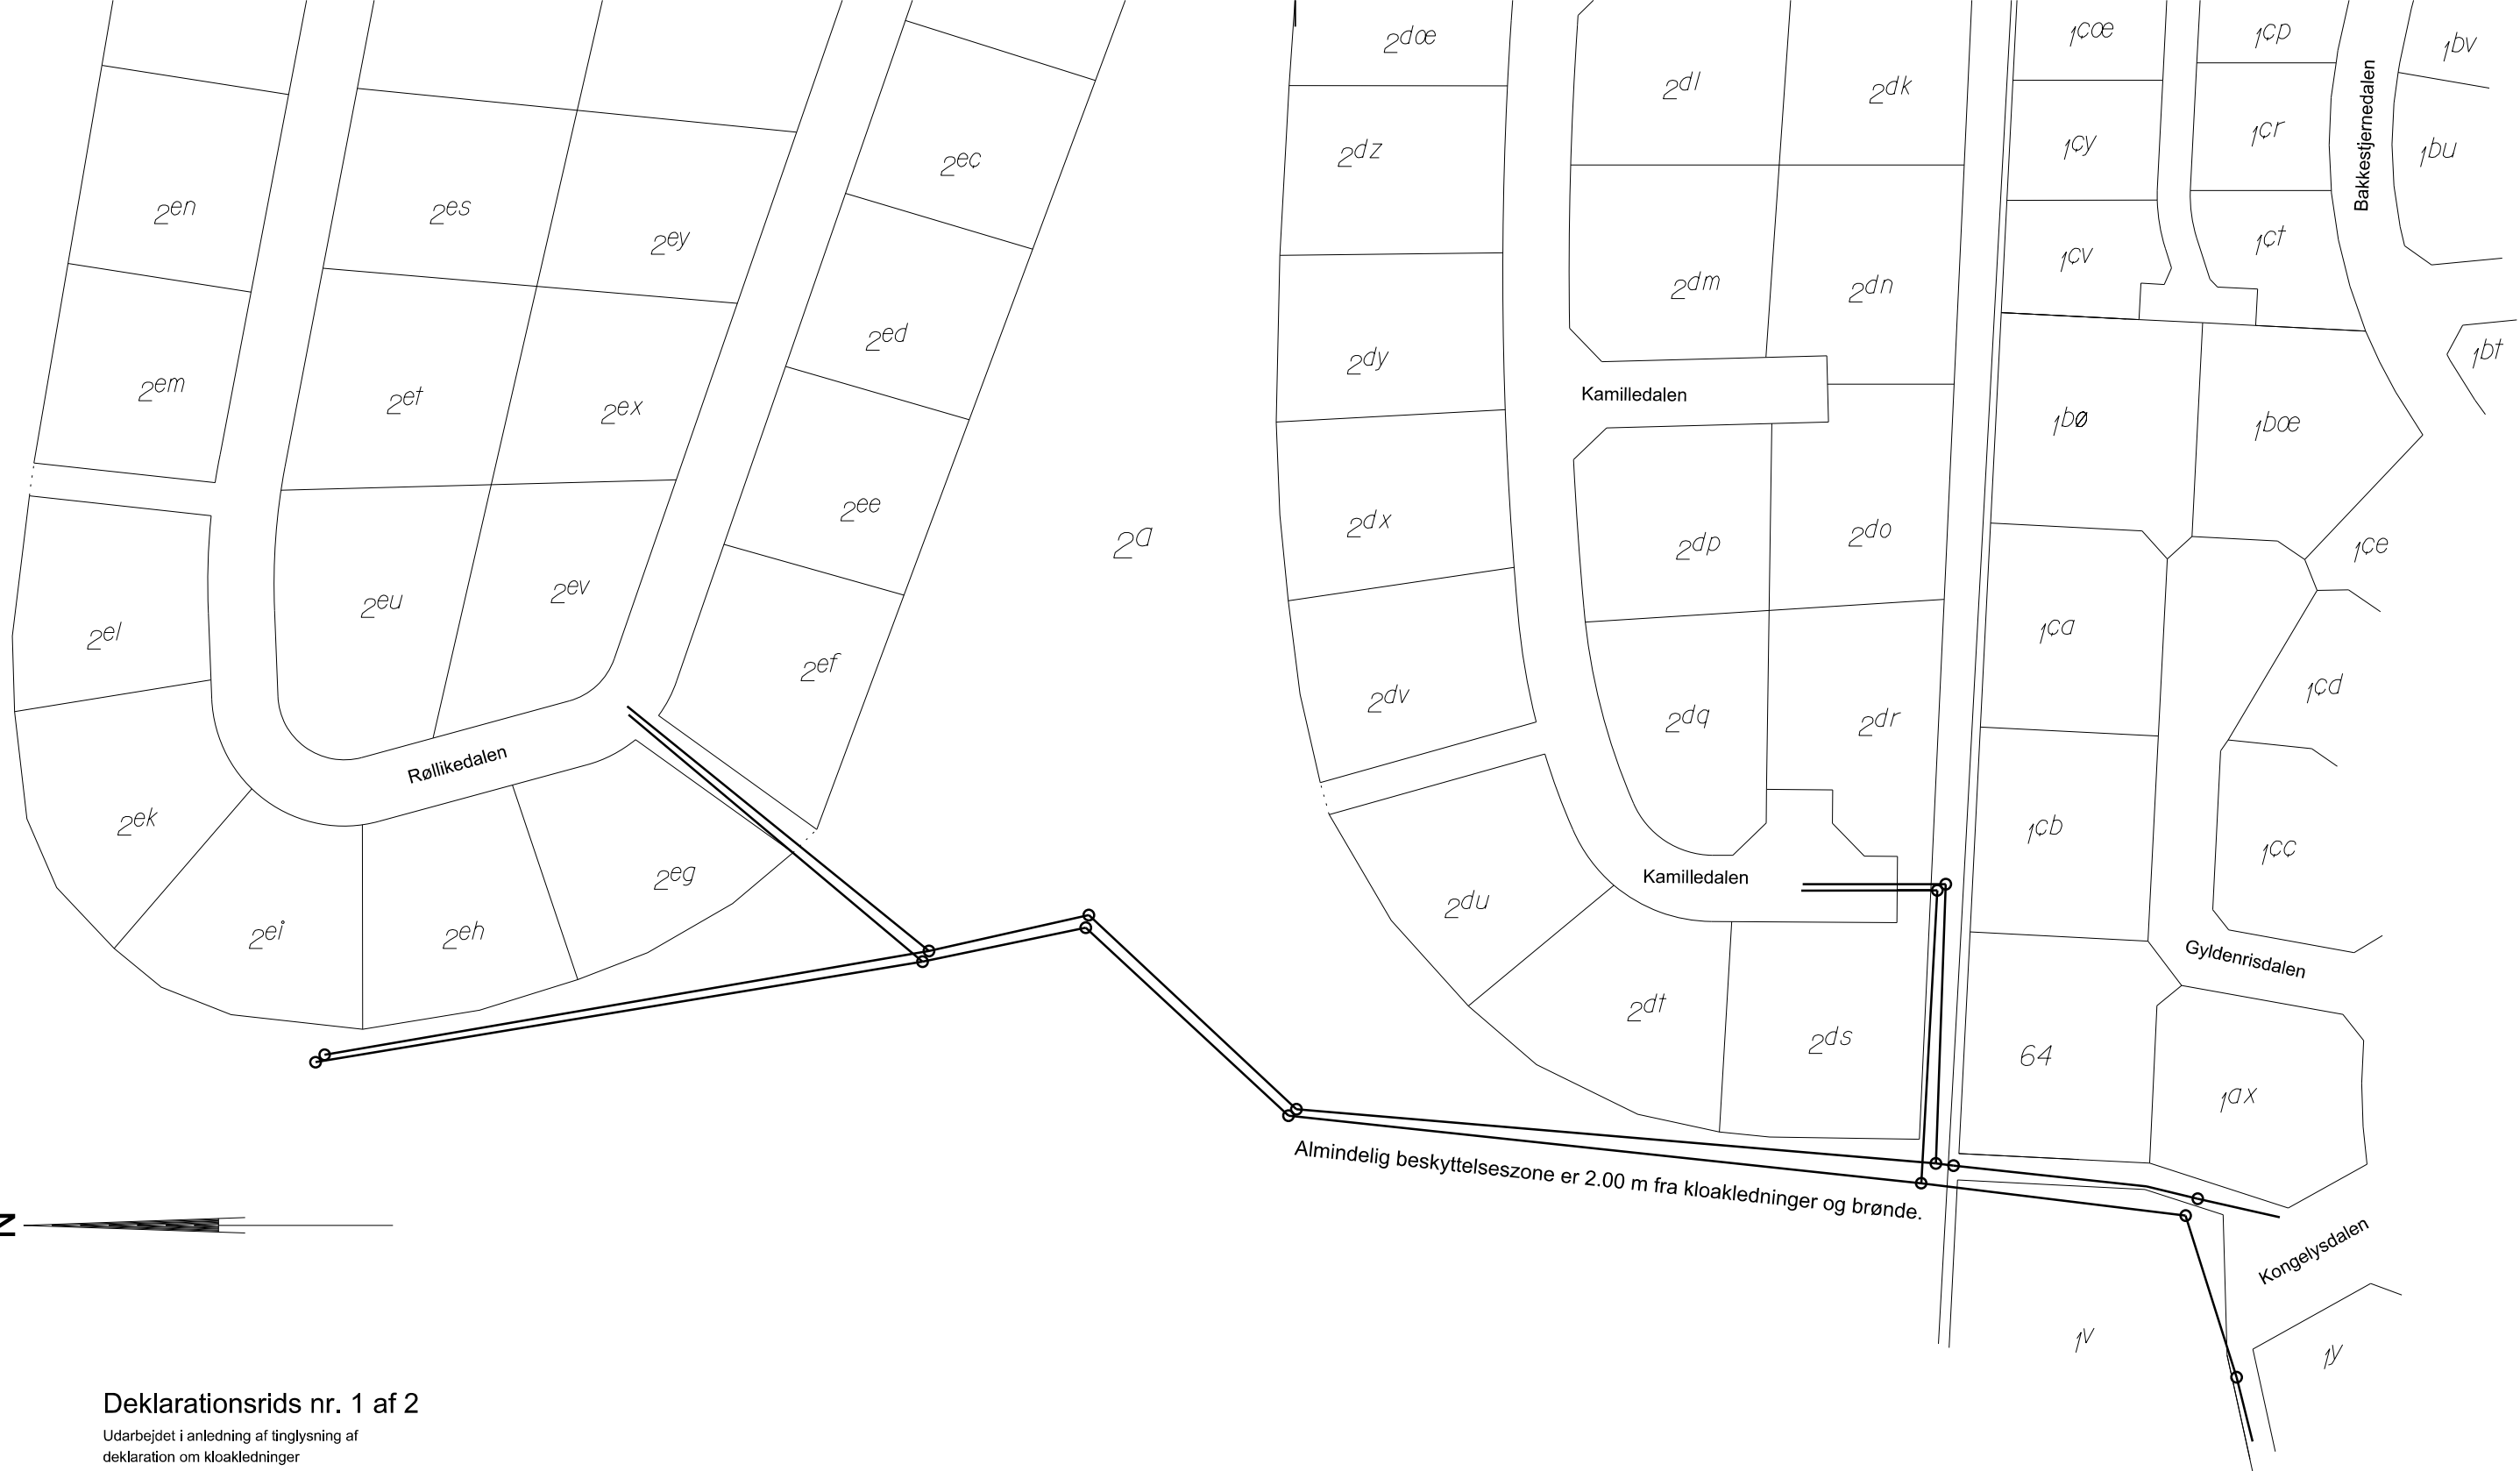 2dœ
1cœ
1cp
1bv
2dl
2dk
2dz
2ec
1cy
1cr
1bu
Bakkestjernedalen
2en
2es
2ey
1cv
1ct
2dm
2dn
2em
2ed
2dy
1bt
2et
2ex
Kamilledalen
1bø
1bœ
2ee
2dx
2a
2dp
2do
1ce
2eu
2ev
2el
2ef
1ca
1cd
2dv
2dq
2dr
Røllikedalen
2ek
1cb
1cc
2eg
Kamilledalen
2du
2ei
2eh
Gyldenrisdalen
2dt
2ds
64
1ax
Almindelig beskyttelseszone er 2.00 m fra kloakledninger og brønde.
N
Kongelysdalen
1v
1y
Deklarationsrids nr. 1 af 2
Udarbejdet i anledning af tinglysning af
deklaration om kloakledninger